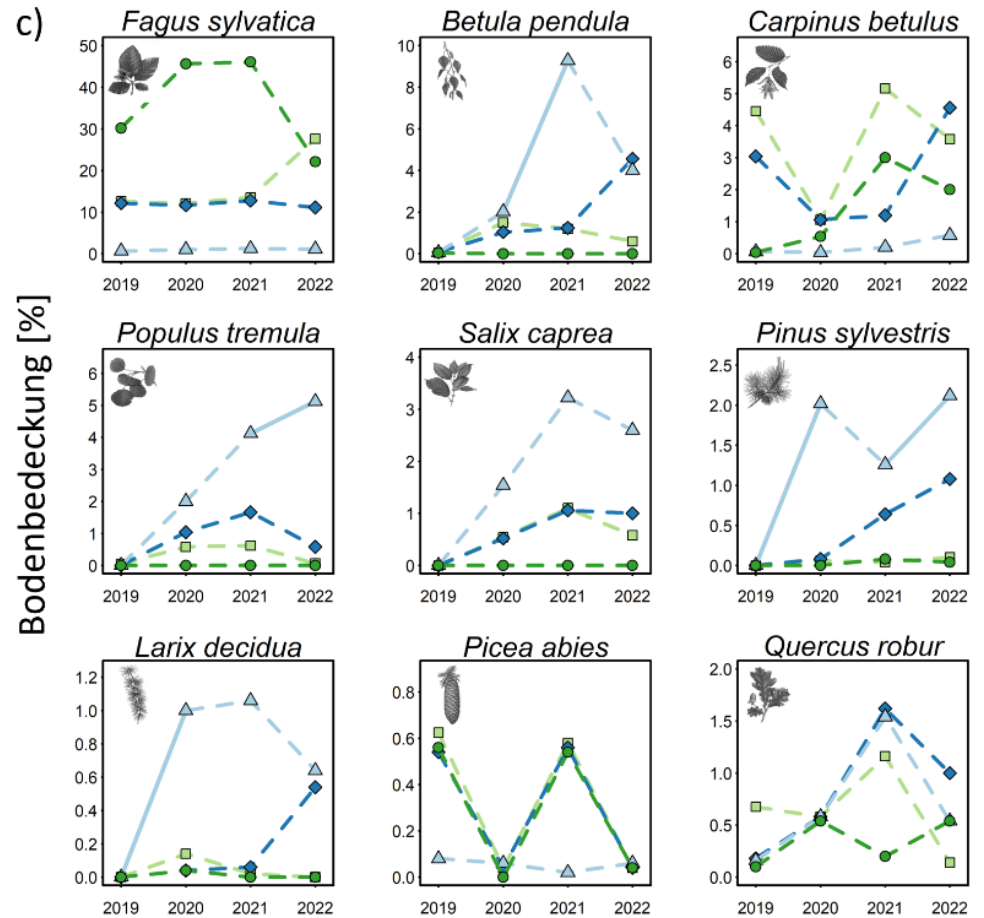 c)
Fagus sylvatica
Betula pendula
Carpinus betulus
50
40
30
20
10
0
2019 2020 2021 2022
10
8
6
4
2
0
2019 2020 2021 2022
6
5
4
3
2
1
0
2019 2020 2021 2022
Bodenbedeckung [%]
Populus tremula
Salix caprea
Pinus sylvestris
6
5
4
3
2
1
0
2019 2020 2021 2022
4
3
2
1
0
2019 2020 2021 2022
2.5
2.0
1.5
1.0
0.5
0.0
2019 2020 2021 2022
Larix decidua
Picea abies
Quercus robur
1.2
1.0
0.8
0.6
0.4
0.2
0.0
2019 2020 2021 2022
0.8
0.6
0.4
0.2
0.0
2019 2020 2021 2022
2.0
1.5
1.0
0.5
0.0
2019 2020 2021 2022